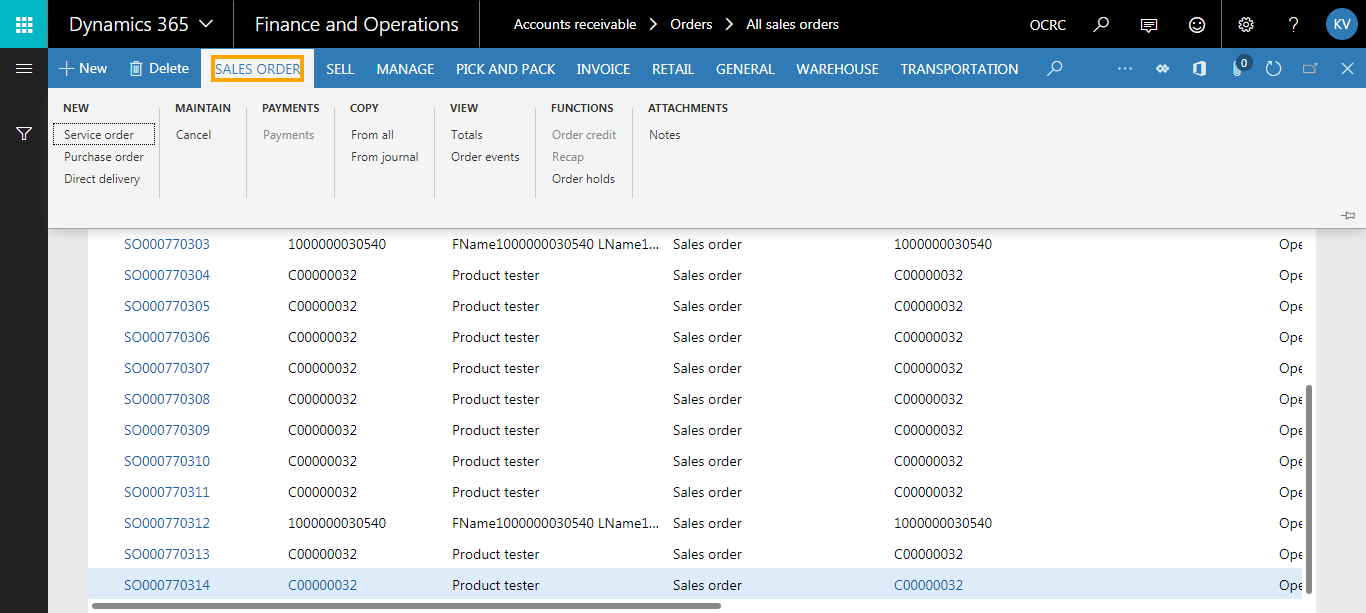 Dynamics 365 Finance and Operations Accounts receivable Orders All sales orders OCRC ? KV
New Delete SALES ORDER SELL MANAGE PICK AND PACK INVOICE RETAIL GENERAL WAREHOUSE TRANSPORTATION ... 0
NEW MAINTAIN PAYMENTS COPY VIEW FUNCTIONS ATTACHMENTS
Service order Cancel Payments From all Totals Order credit Notes
Purchase order From journal Order events Recap
Direct delivery Order holds
SO000770303 1000000030540 FName1000000030540 LName1... Sales order 1000000030540 Ope
SO000770304 C00000032 Product tester Sales order C00000032 Ope
SO000770305 C00000032 Product tester Sales order C00000032 Ope
SO000770306 C00000032 Product tester Sales order C00000032 Ope
SO000770307 C00000032 Product tester Sales order C00000032 Ope
SO000770308 C00000032 Product tester Sales order C00000032 Ope
SO000770309 C00000032 Product tester Sales order C00000032 Ope
SO000770310 C00000032 Product tester Sales order C00000032 Ope
SO000770311 C00000032 Product tester Sales order C00000032 Ope
SO000770312 1000000030540 FName1000000030540 LName1... Sales order 1000000030540 Ope
SO000770313 C00000032 Product tester Sales order C00000032 Ope
SO000770314 C00000032 Product tester Sales order C00000032 Ope